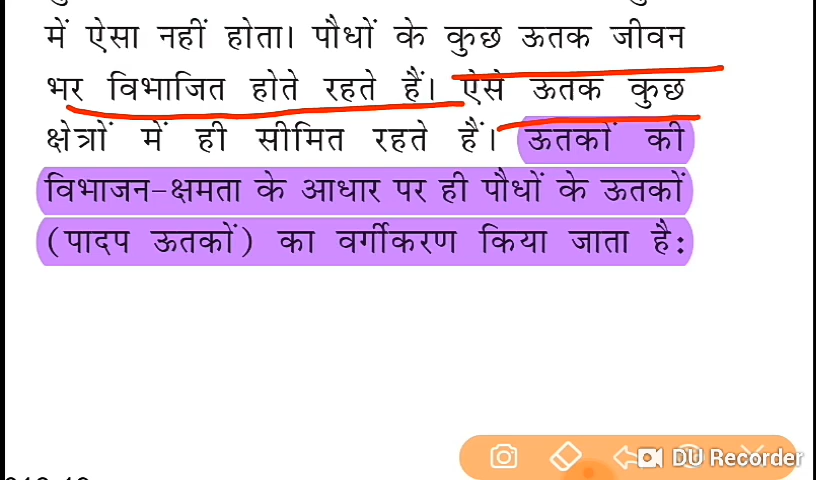 में ऐसा नहीं होता। पौधों के कुछ ऊतक जीवन
भर विभाजित होते रहते हैं। ऐसे ऊतक कुछ
क्षेत्रों में ही सीमित रहते हैं। ऊतकों की
विभाजन-क्षमता के आधार पर ही पौधों के ऊतकों
(पादप ऊतकों) का वर्गीकरण किया जाता है:
DU Recorder